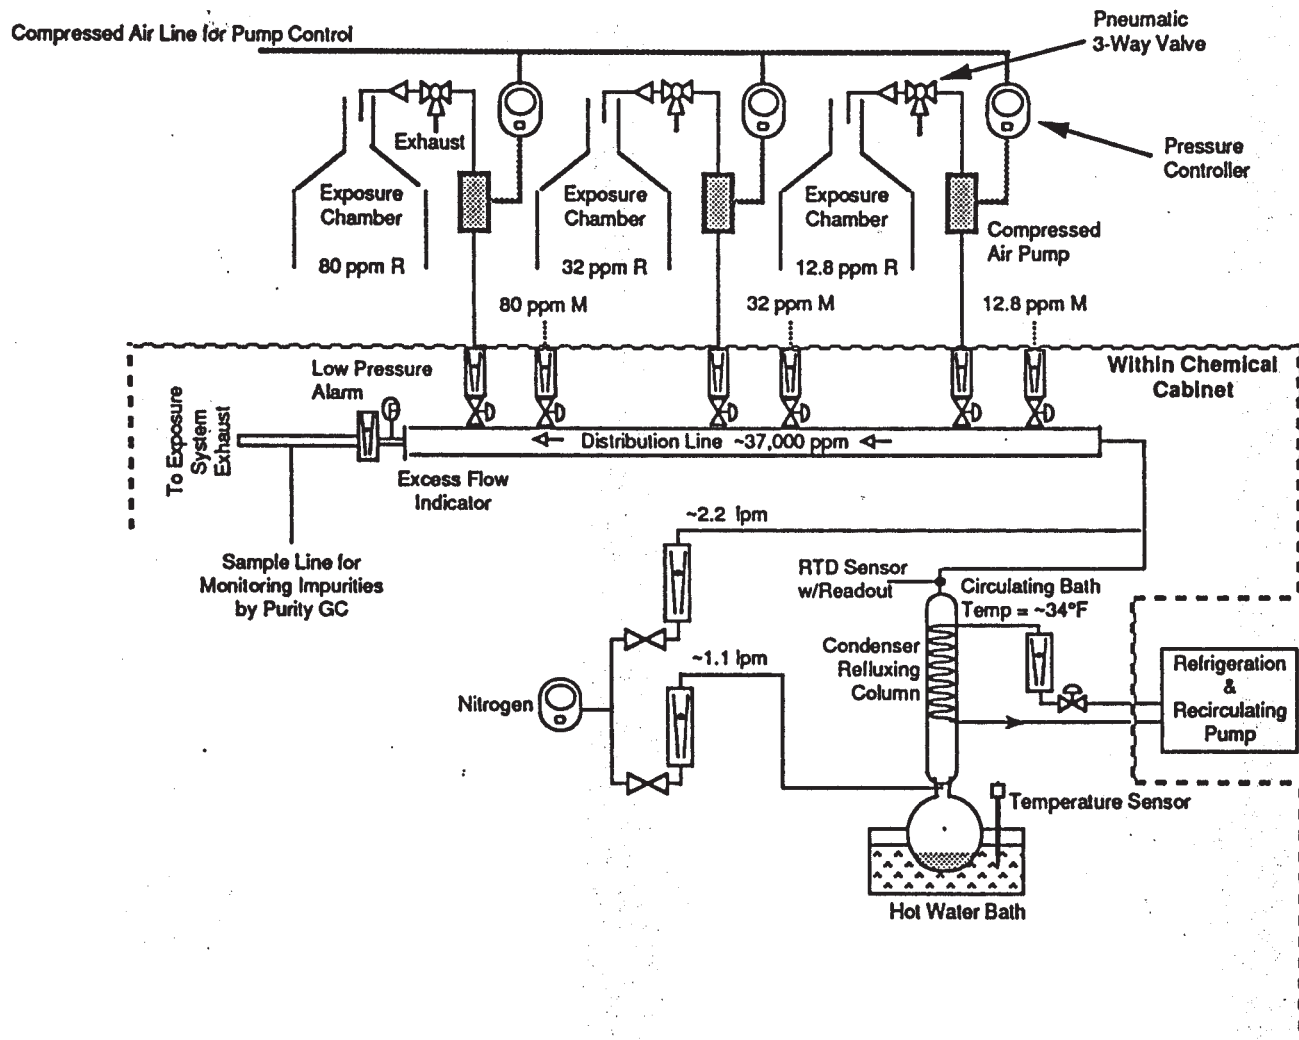 Compressed Air Line for Pump Control
Pneumatic
3-Way Valve
Exhaust
Pressure
Controller
Exposure
Chamber
80 ppm R
Exposure
Chamber
32 ppm R
Exposure
Chamber
12.8 ppm R
Compressed
Air Pump
80 ppm M
32 ppm M
12.8 ppm M
Within Chemical
Cabinet
Low Pressure
Alarm
P
To Exposure
System
Exhaust
Distribution Line ~37,000 ppm
Excess Flow
Indicator
~2.2 lpm
Sample Line for
Monitoring Impurities
by Purity GC
RTD Sensor
w/Readout
Circulating Bath
Temp = ~34°F
Condenser
Refluxing
Column
~1.1 lpm
Nitrogen
Refrigeration
&
Recirculating
Pump
Temperature Sensor
Hot Water Bath